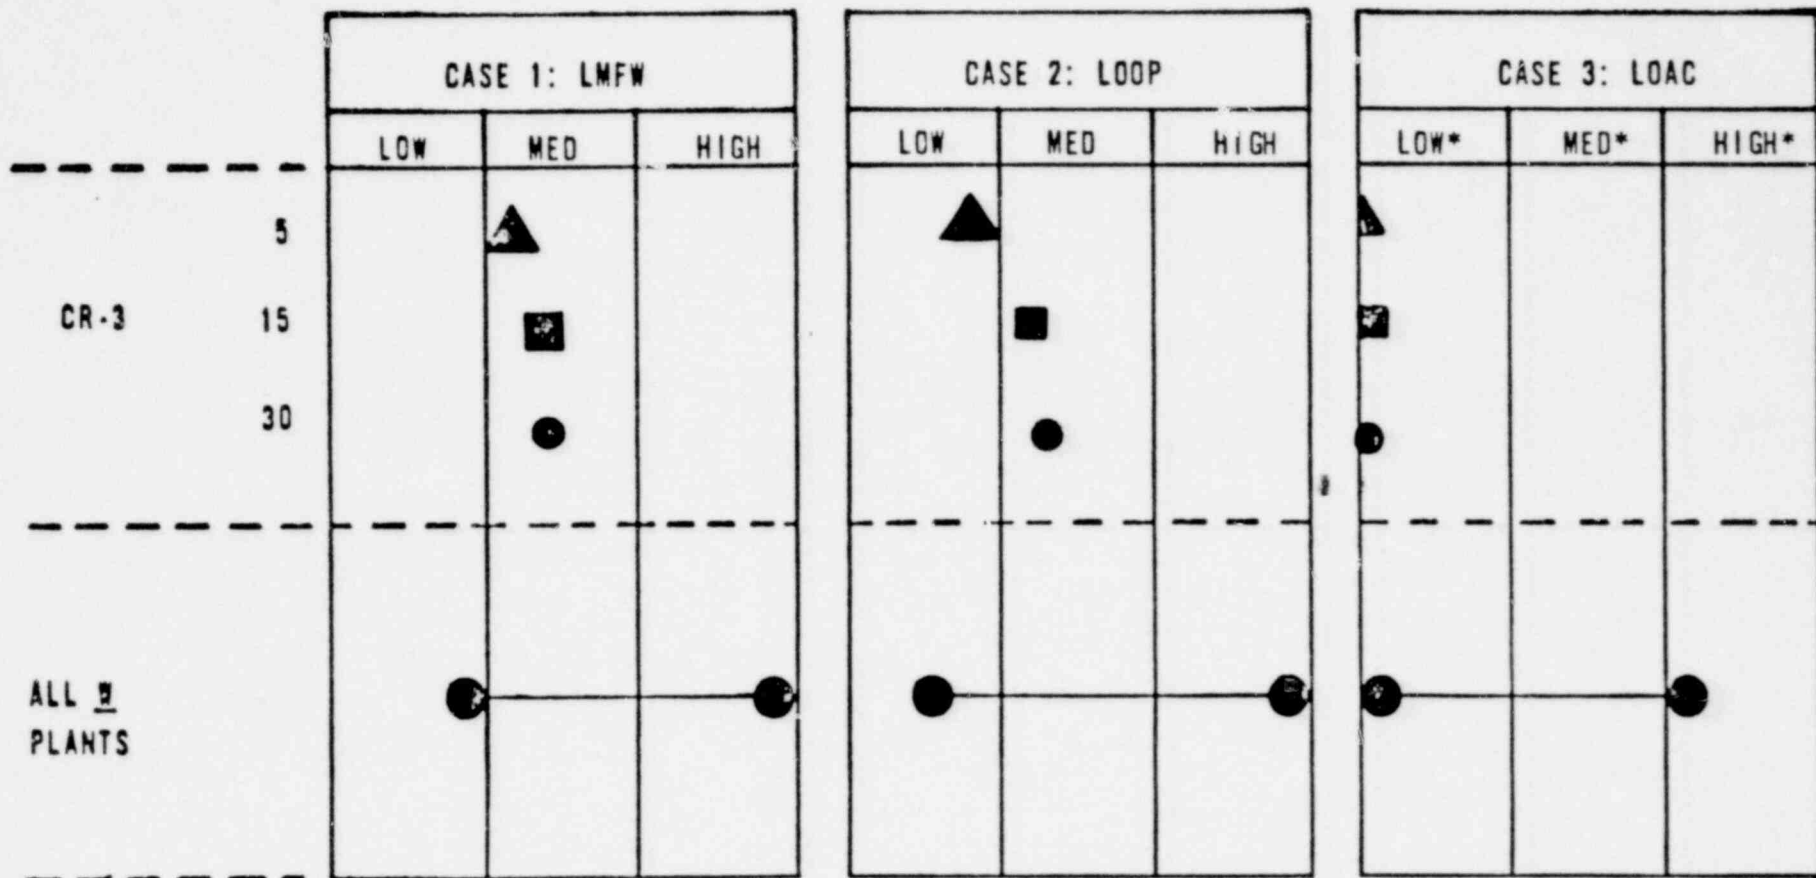 CASE 1: LMFW CASE 2: LOOP CASE 3: LOAC
LOW MED HIGH LOW MED HIGH LOW* MED* HIGH*
5
CR-3 15
30
ALL W
PLANTS